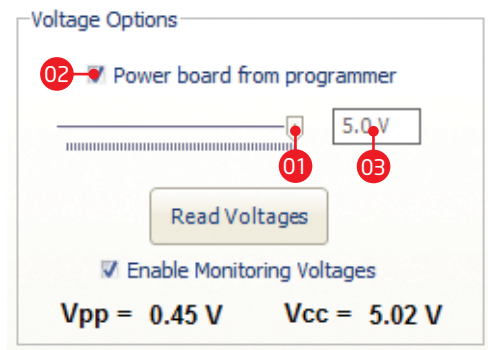 Voltage Options
02 Power board from programmer
5.0 V
01 03
Read Voltages
Enable Monitoring Voltages
Vpp = 0.45 V Vcc = 5.02 V